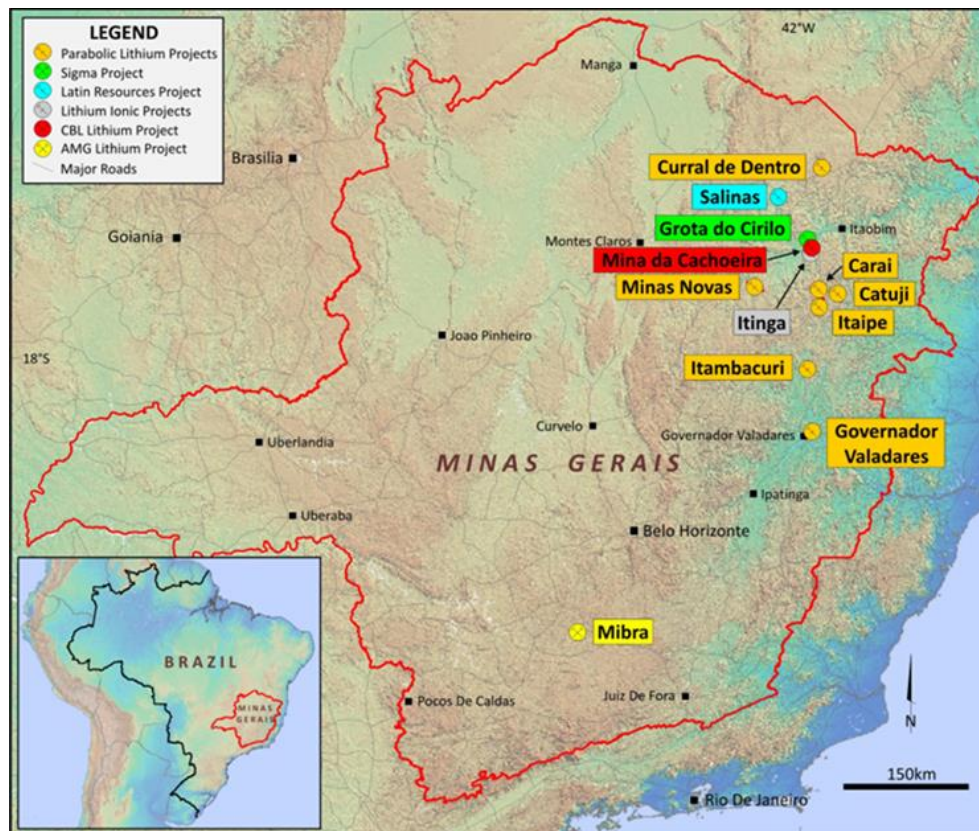 LEGEND
Parabolic Lithium Projects
Sigma Project
Latin Resources Project
Lithium Ionic Projects
CBL Lithium Project
AMG Lithium Project
Major Roads
42°W
Manga
Brasilia
Curral de Dentro
Salinas
Goiania
Grota do Cirilo
Itaobim
Montes Claros
Mina da Cachoeira
Carai
Minas Novas
Catuji
Itinga
Itaipe
Joao Pinheiro
18°S
Itambacuri
Curvelo
Uberlandia
Governador Valadares
Governador
Valadares
MINAS GERAIS
Ipatinga
Uberaba
Belo Horizonte
Mibra
BRAZIL
MINAS
GERAIS
Pocos De Caldas
Juiz De Fora
N
150km
Rio De Janeiro